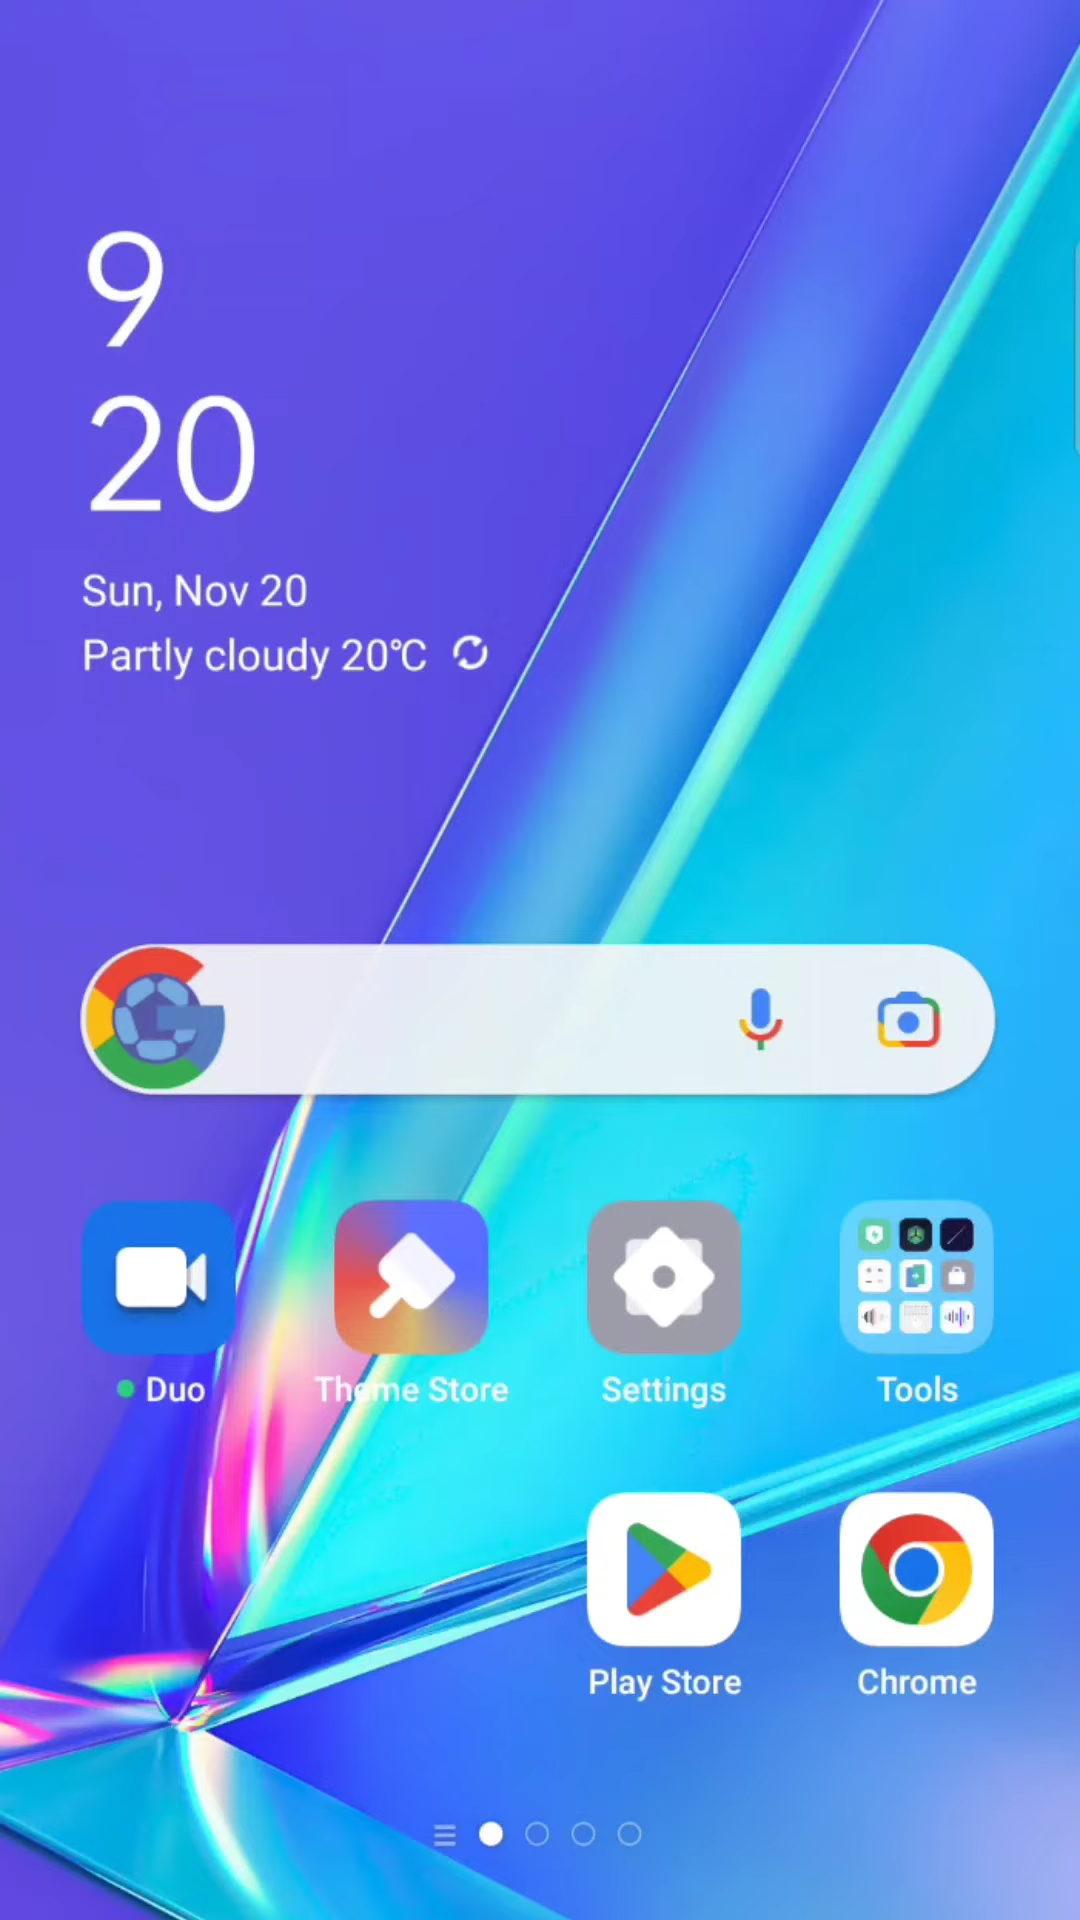 9
20
Sun, Nov 20
Partly cloudy 20℃
Duo
Theme Store
Settings
Tools
Play Store
Chrome